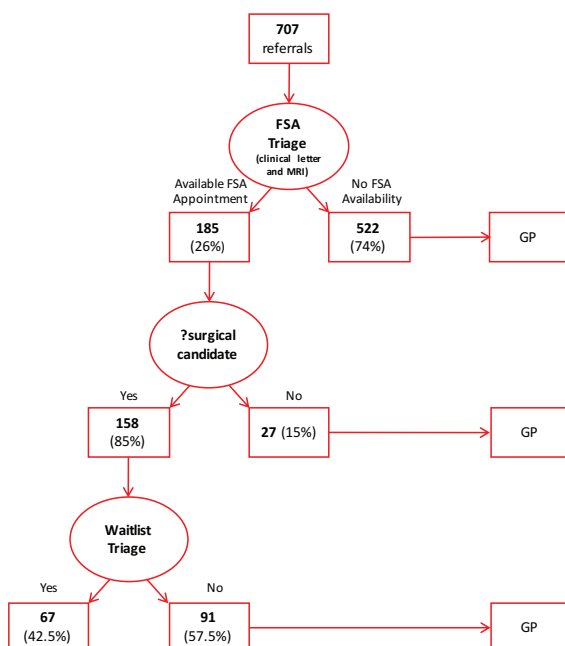 707
referrals
FSA
Triage
(clinical letter
and MRI)
Available FSA
Appointment
No FSA
Availability
185
(26%)
522
(74%)
GP
?surgical
candidate
Yes
No
158
(85%)
27 (15%)
GP
Waitlist
Triage
Yes
No
67
(42.5%)
91
(57.5%)
GP